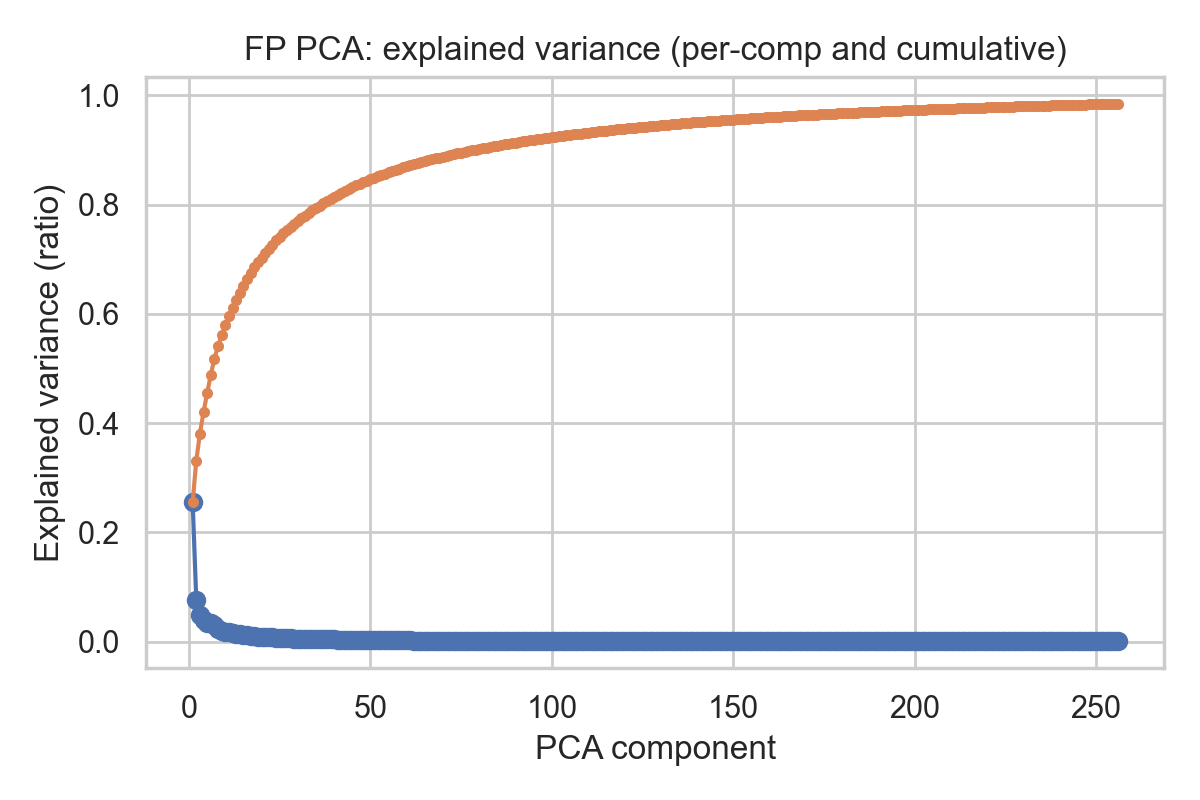 FP PCA: explained variance (per-comp and cumulative)
Explained variance (ratio)
1.0
0.8
0.6
0.4
0.2
0.0
0 50 100 150 200 250
PCA component